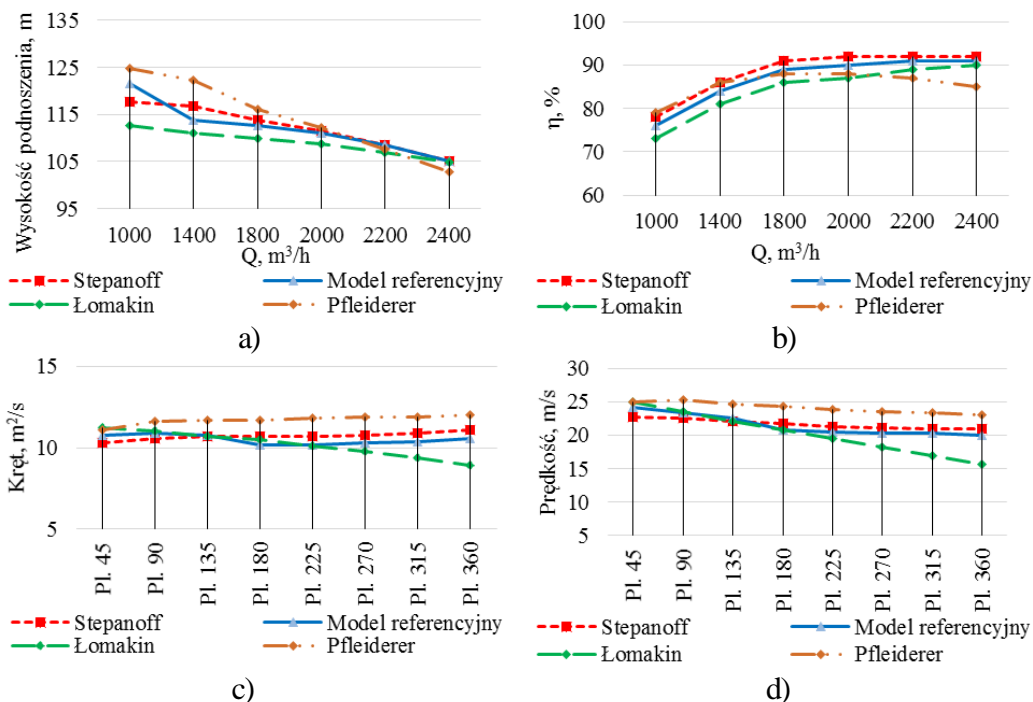 Wysokość podnoszenia, m
135
125
115
105
95
1000 1400 1800 2000 2200 2400
Q, m³/h
Stepanoff Model referencyjny
Łomakin Pfleiderer
a)
η, %
100
90
80
70
60
1000 1400 1800 2000 2200 2400
Q, m³/h
Stepanoff Model referencyjny
Łomakin Pfleiderer
b)
Kręt, m²/s
15
10
5
Pl. 45 Pl. 90 Pl. 135 Pl. 180 Pl. 225 Pl. 270 Pl. 315 Pl. 360
Stepanoff Model referencyjny
Łomakin Pfleiderer
c)
Prędkość, m/s
30
25
20
15
10
5
Pl. 45 Pl. 90 Pl. 135 Pl. 180 Pl. 225 Pl. 270 Pl. 315 Pl. 360
Stepanoff Model referencyjny
Łomakin Pfleiderer
d)